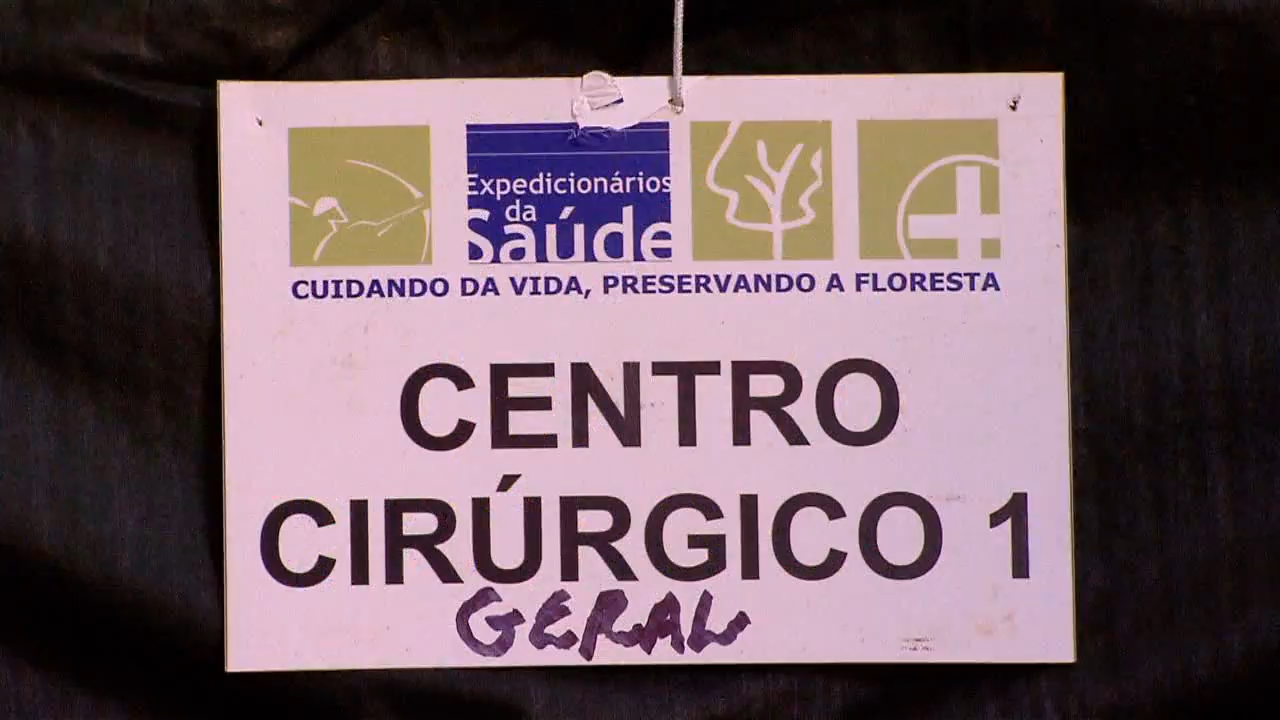 Expedicionários
da
Saúde
CUIDANDO DA VIDA, PRESERVANDO A FLORESTA
CENTRO
CIRÚRGICO 1
GERAL